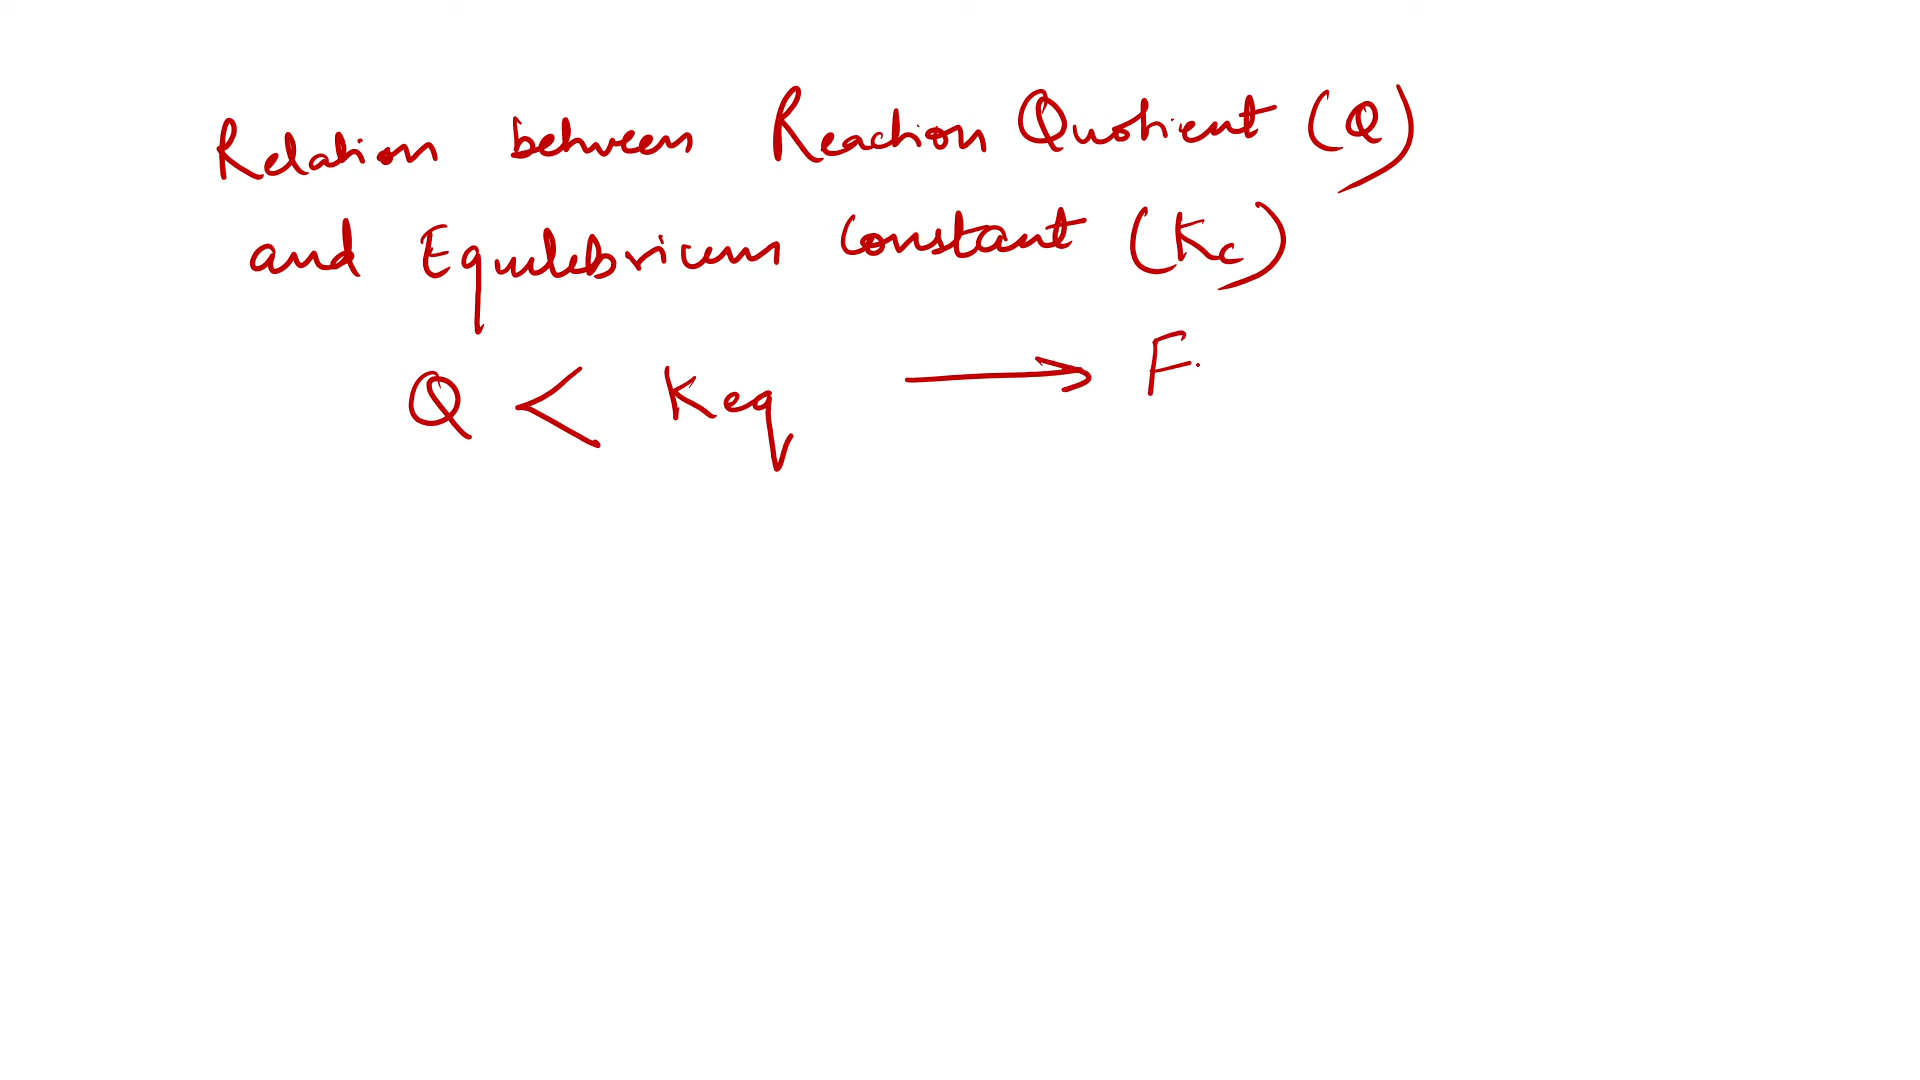 Relation between Reaction Quotient (Q)
and Equilibrium Constant (Kc)
Q < Keq → F